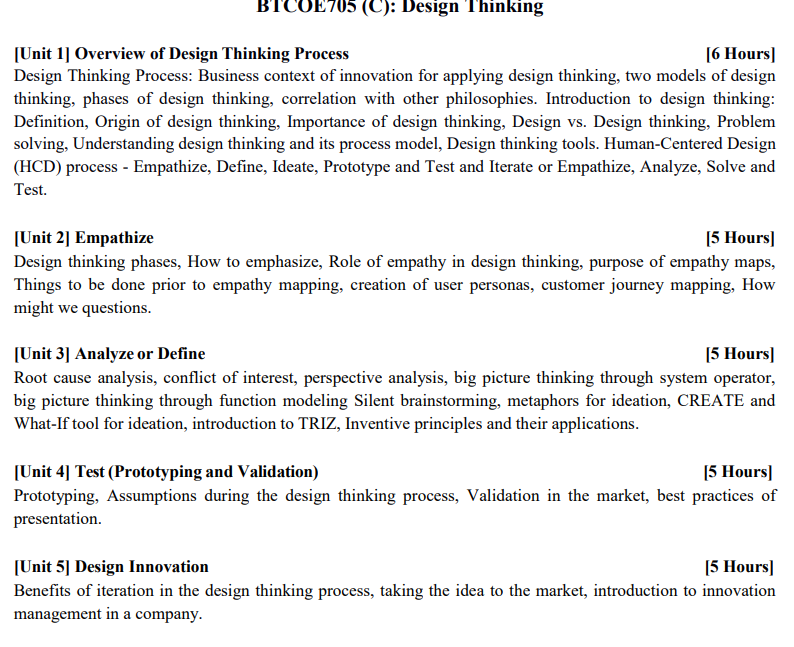 BTCOE705 (C): Design Thinking
[Unit 1] Overview of Design Thinking Process [6 Hours]
Design Thinking Process: Business context of innovation for applying design thinking, two models of design
thinking, phases of design thinking, correlation with other philosophies. Introduction to design thinking:
Definition, Origin of design thinking, Importance of design thinking, Design vs. Design thinking, Problem
solving, Understanding design thinking and its process model, Design thinking tools. Human-Centered Design
(HCD) process - Empathize, Define, Ideate, Prototype and Test and Iterate or Empathize, Analyze, Solve and
Test.
[Unit 2] Empathize [5 Hours]
Design thinking phases, How to emphasize, Role of empathy in design thinking, purpose of empathy maps,
Things to be done prior to empathy mapping, creation of user personas, customer journey mapping, How
might we questions.
[Unit 3] Analyze or Define [5 Hours]
Root cause analysis, conflict of interest, perspective analysis, big picture thinking through system operator,
big picture thinking through function modeling Silent brainstorming, metaphors for ideation, CREATE and
What-If tool for ideation, introduction to TRIZ, Inventive principles and their applications.
[Unit 4] Test (Prototyping and Validation) [5 Hours]
Prototyping, Assumptions during the design thinking process, Validation in the market, best practices of
presentation.
[Unit 5] Design Innovation [5 Hours]
Benefits of iteration in the design thinking process, taking the idea to the market, introduction to innovation
management in a company.